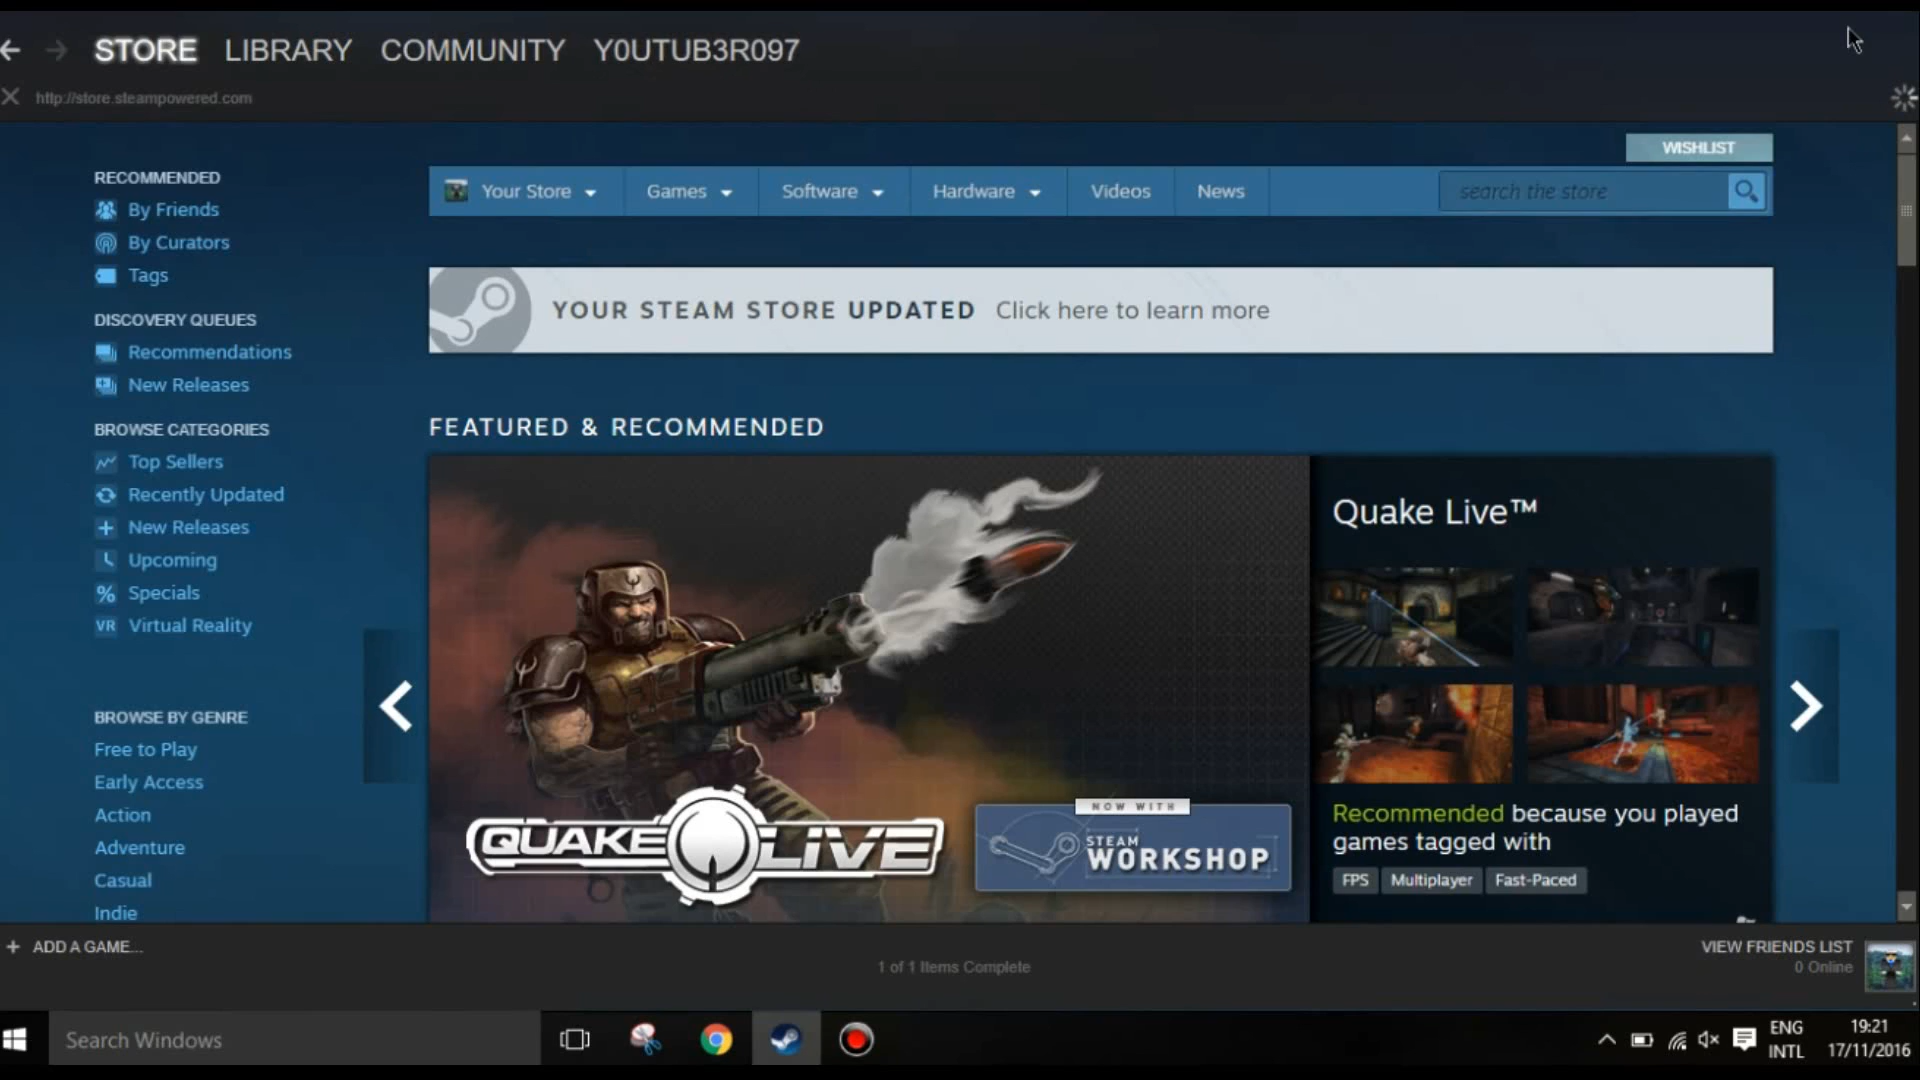 STORE LIBRARY COMMUNITY Y0UTUB3R097
http://store.steampowered.com
WISHLIST
Your Store Games Software Hardware Videos News search the store
RECOMMENDED
By Friends
By Curators
Tags
DISCOVERY QUEUES
Recommendations
New Releases
BROWSE CATEGORIES
Top Sellers
Recently Updated
New Releases
Upcoming
Specials
VR Virtual Reality
BROWSE BY GENRE
Free to Play
Early Access
Action
Adventure
Casual
Indie
YOUR STEAM STORE UPDATED Click here to learn more
FEATURED & RECOMMENDED
QUAKE LIVE
NOW WITH
STEAM
WORKSHOP
Quake Live™
Recommended because you played
games tagged with
FPS Multiplayer Fast-Paced
+ ADD A GAME...
1 of 1 Items Complete
VIEW FRIENDS LIST
0 Online
Search Windows
ENG
INTL
19:21
17/11/2016